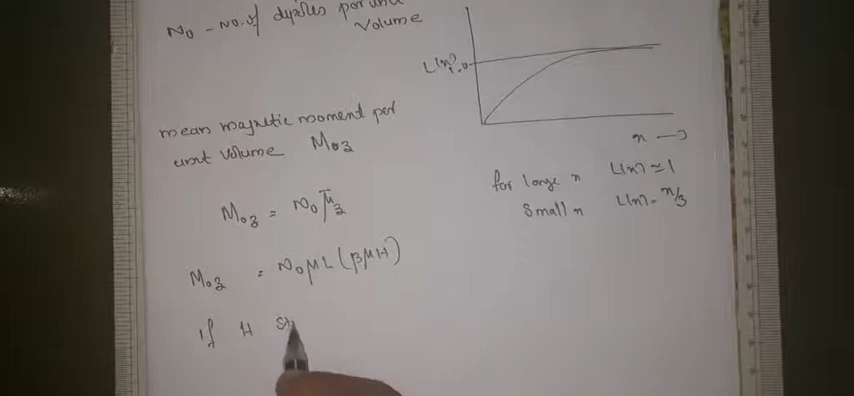 N₀ - No. of dipoles per unit
Volume
L(x)
1.0
x →
mean magnetic moment per
unit volume M₀z
for large x L(x) ≃ 1
Small x L(x) = x/3
M₀z = N₀ μ̄z
M₀z = N₀ μ L (βμH)
if H